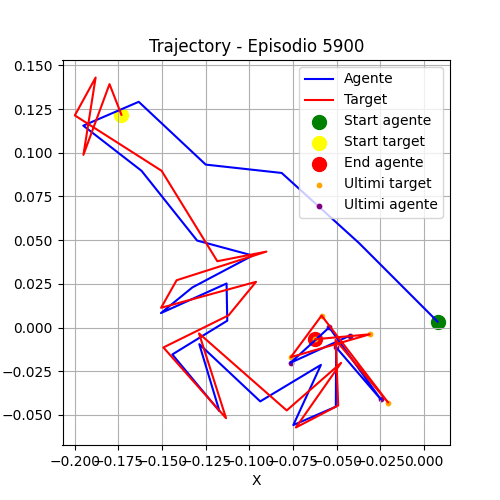 Trajectory - Episodio 5900
0.150
0.125
0.100
0.075
0.050
0.025
0.000
−0.025
−0.050
Agente
Target
Start agente
Start target
End agente
Ultimi target
Ultimi agente
−0.200−0.175−0.150−0.125−0.100−0.075−0.050−0.0250.000
X